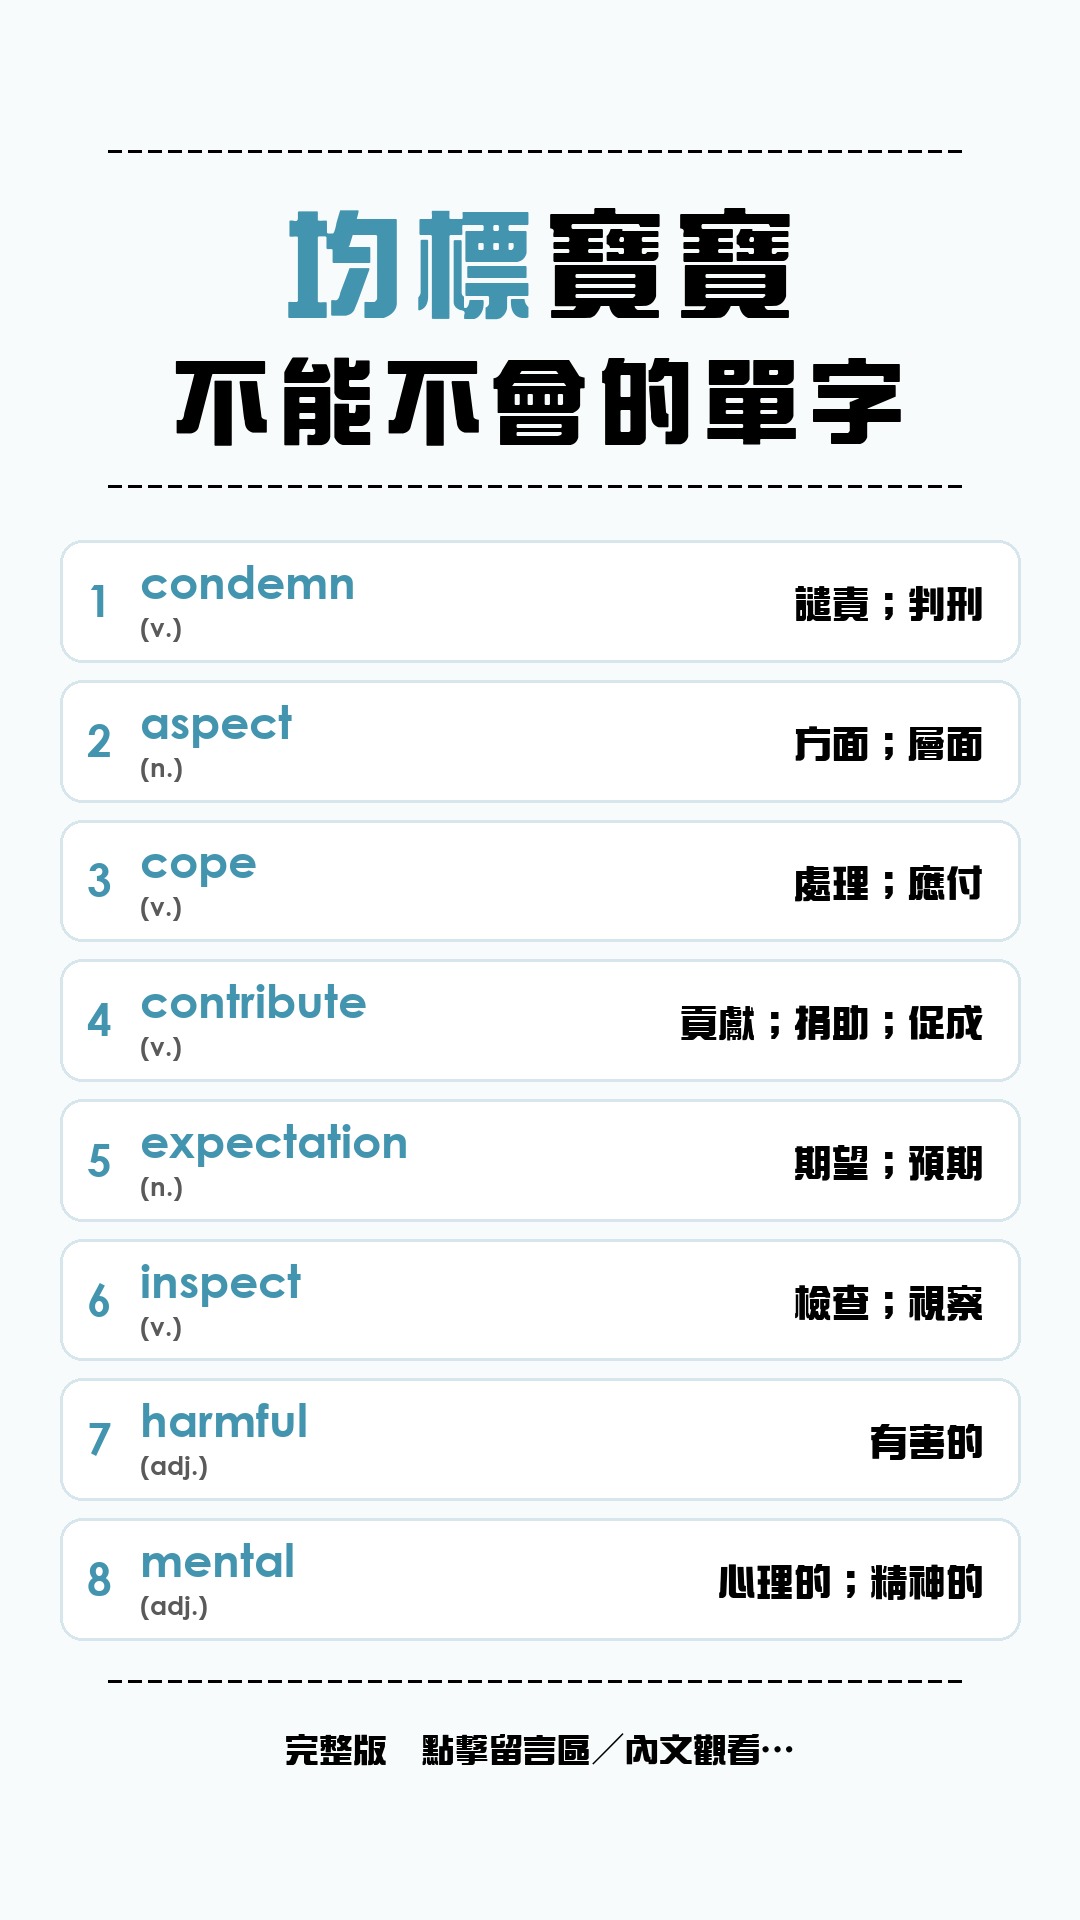 均標寶寶
不能不會的單字
1 condemn
(v.)
譴責；判刑
2 aspect
(n.)
方面；層面
3 cope
(v.)
處理；應付
4 contribute
(v.)
貢獻；捐助；促成
5 expectation
(n.)
期望；預期
6 inspect
(v.)
檢查；視察
7 harmful
(adj.)
有害的
8 mental
(adj.)
心理的；精神的
完整版　點擊留言區／內文觀看…